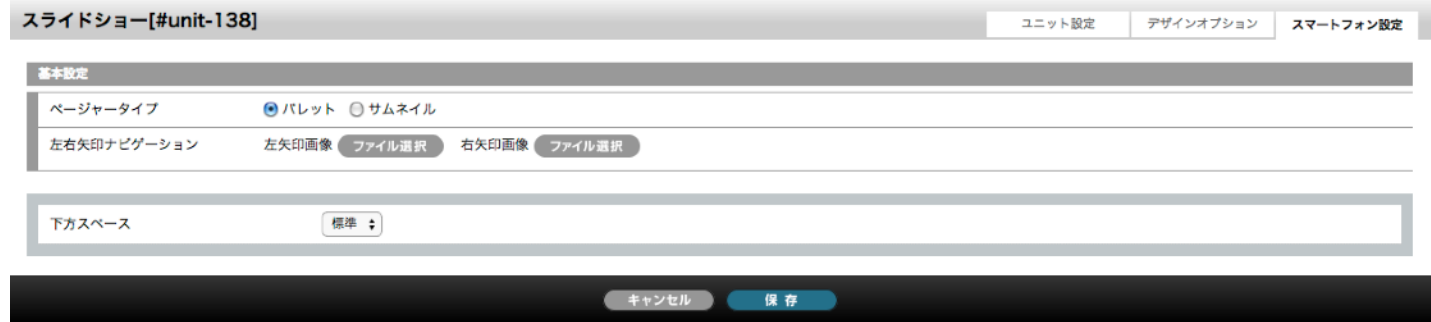 スライドショー[#unit-138]
ユニット設定 デザインオプション スマートフォン設定
基本設定
ページャータイプ バレット サムネイル
左右矢印ナビゲーション 左矢印画像 ファイル選択 右矢印画像 ファイル選択
下方スペース 標準
キャンセル 保存